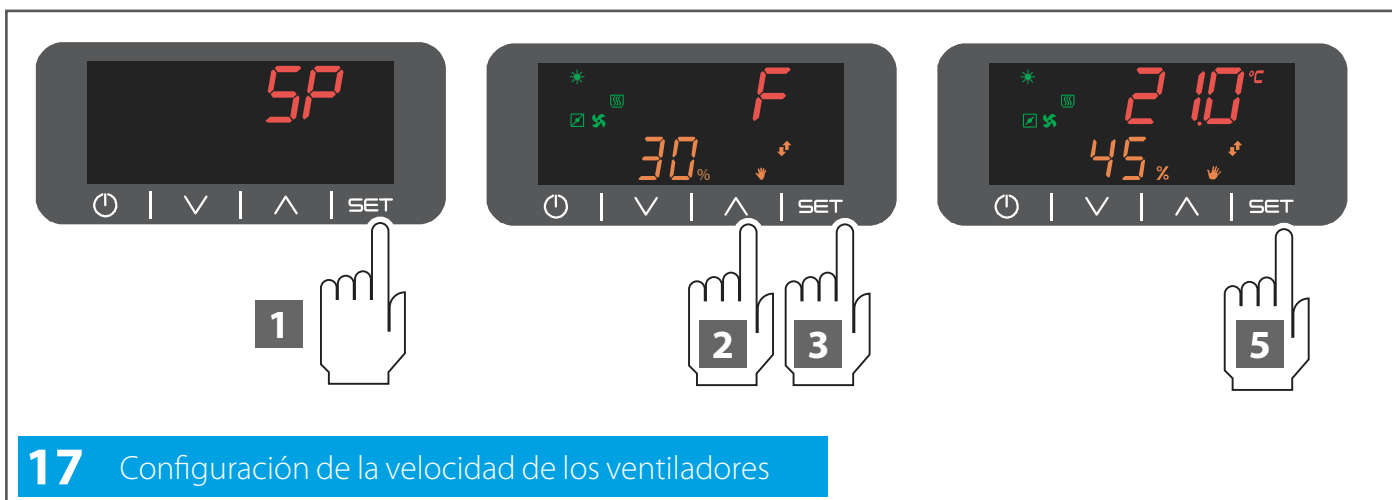 SP
SET
F
30%
SET
21.0 °C
45%
SET
1
2
3
5
17 Configuración de la velocidad de los ventiladores